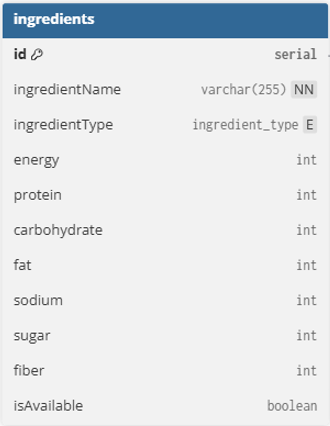 ingredients
id serial
ingredientName varchar(255) NN
ingredientType ingredient_type E
energy int
protein int
carbohydrate int
fat int
sodium int
sugar int
fiber int
isAvailable boolean